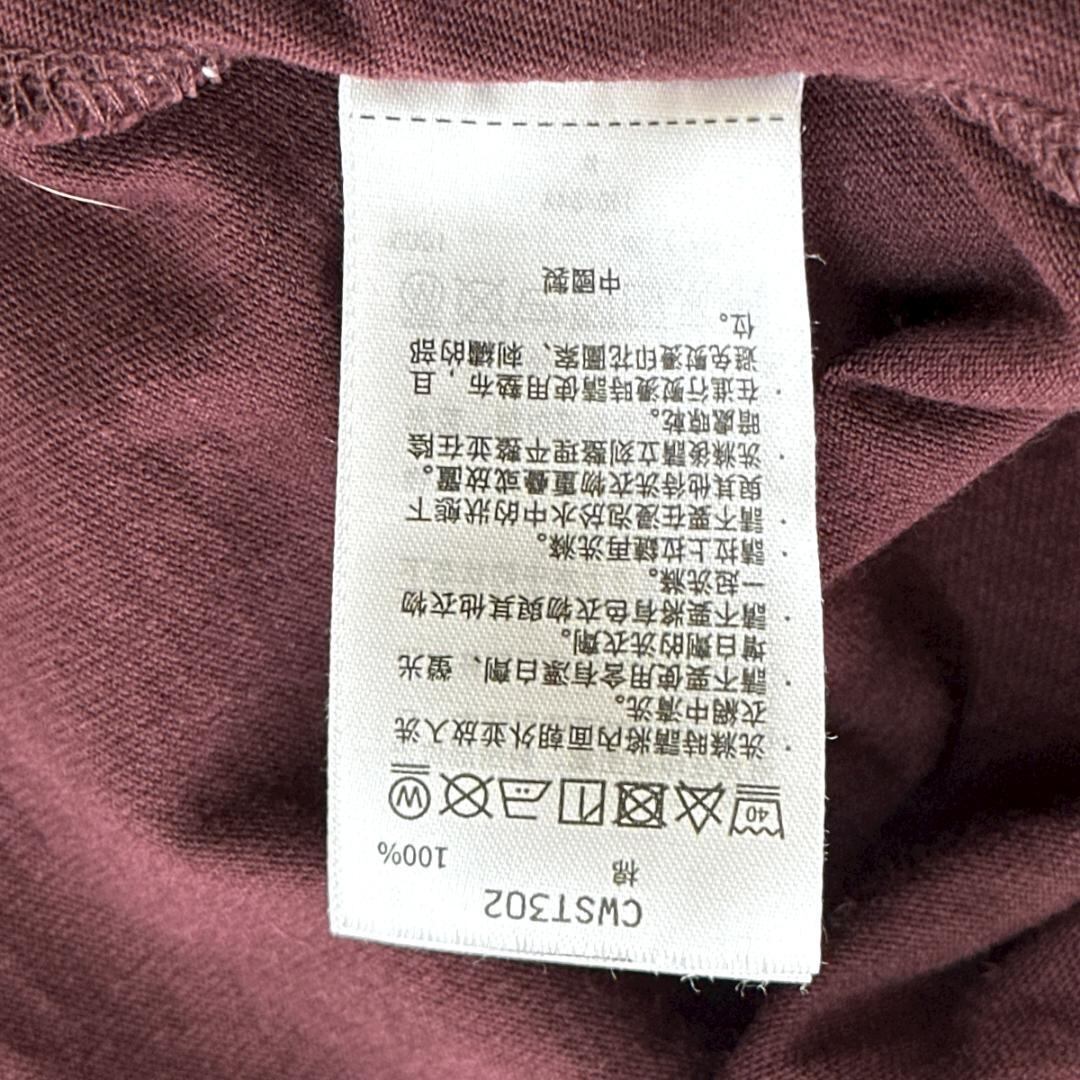 CWST302
棉
100%
40
W
・洗滌時請將內面朝外並放入洗
衣網中清洗。
・請不要使用含有漂白劑、螢光
增白劑的洗衣劑。
・請不要將有色衣物與其他衣物
一起洗滌。
・請拉上拉鏈再洗滌。
・請不要在浸泡於水中的狀態下
與其他待洗衣物重疊或放置。
・洗滌後請立刻整理平整並在陰
暗處晾乾。
・在進行熨燙時請使用墊布，且
避免熨燙印花圖案、刺繡的部
位。
中國製